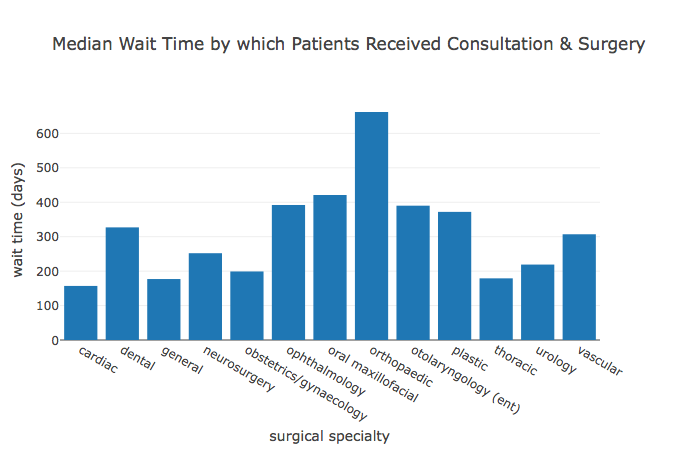 Median Wait Time by which Patients Received Consultation & Surgery
wait time (days)
600
500
400
300
200
100
0
cardiac
dental
general
neurosurgery
obstetrics/gynaecology
ophthalmology
oral maxillofacial
orthopaedic
otolaryngology (ent)
plastic
thoracic
urology
vascular
surgical specialty